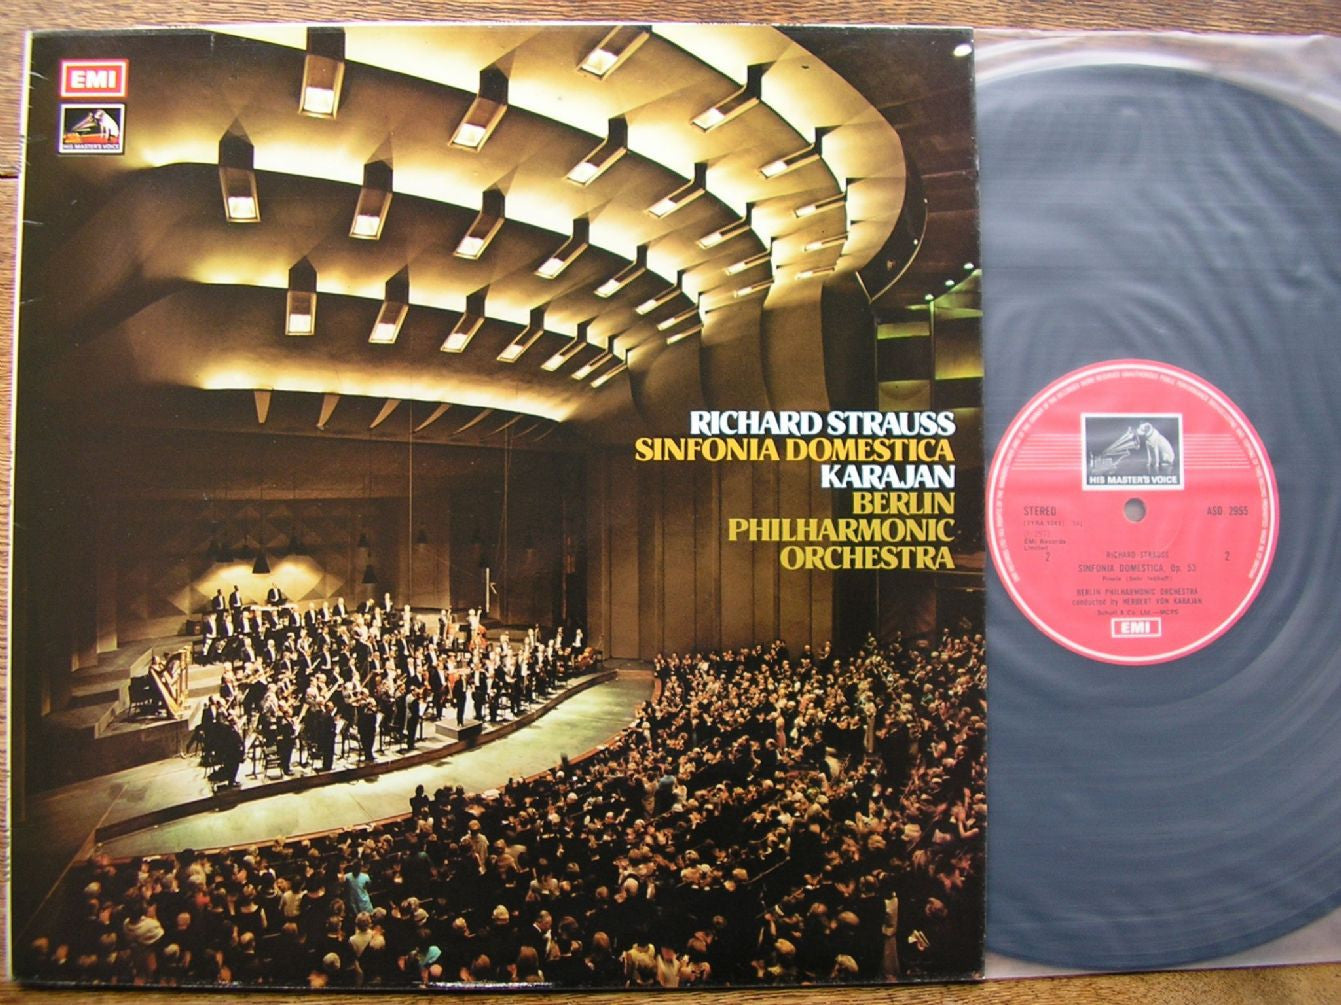 EMI
HIS MASTER'S VOICE
RICHARD STRAUSS
SINFONIA DOMESTICA
KARAJAN
BERLIN
PHILHARMONIC
ORCHESTRA
HIS MASTER'S VOICE
STEREO
ASD 2955
EMI Records
Limited
2
2
RICHARD STRAUSS
SINFONIA DOMESTICA, Op. 53
BERLIN PHILHARMONIC ORCHESTRA
conducted by HERBERT VON KARAJAN
EMI